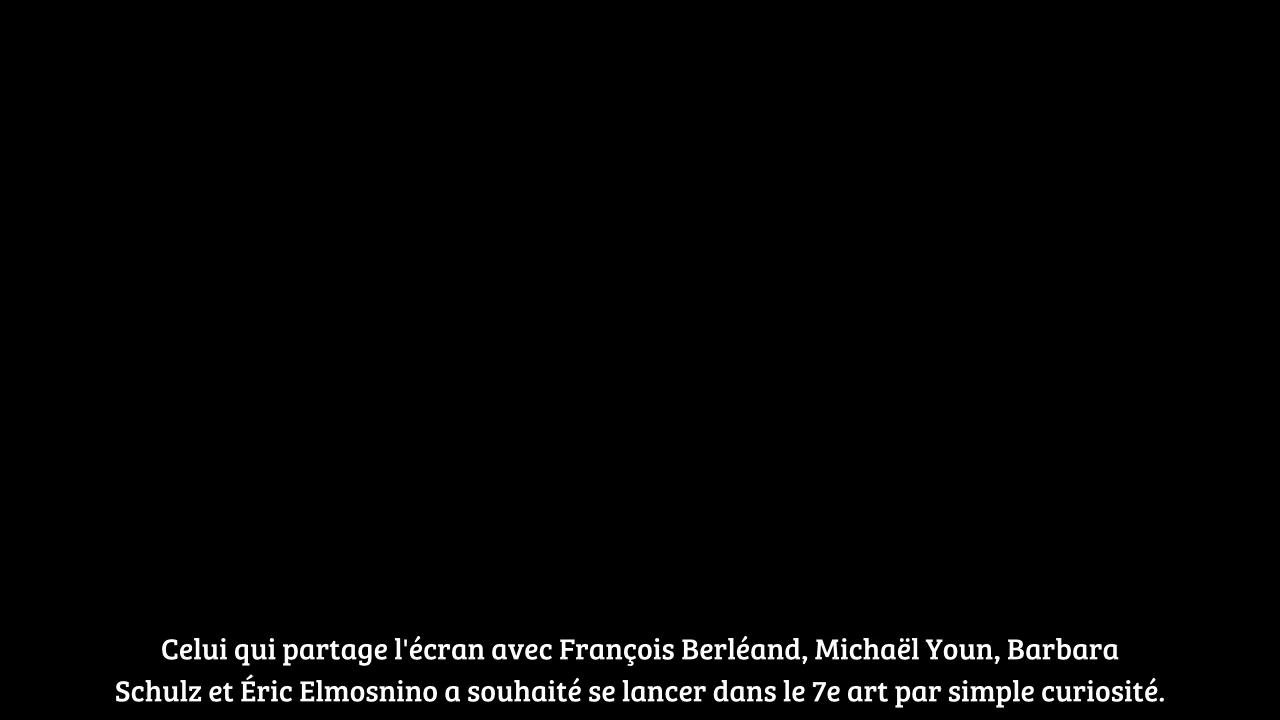 Celui qui partage l'écran avec François Berléand, Michaël Youn, Barbara
Schulz et Éric Elmosnino a souhaité se lancer dans le 7e art par simple curiosité.